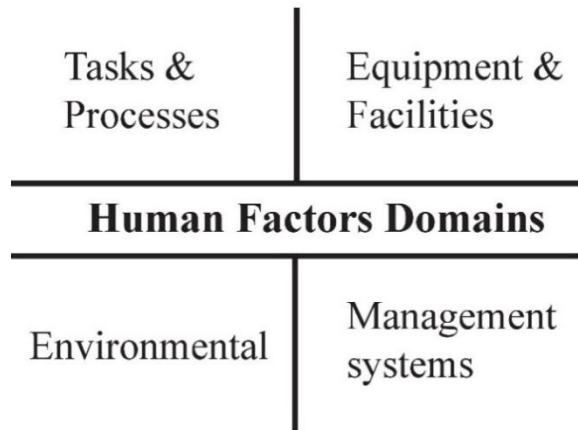 Tasks &
Processes
Equipment &
Facilities
Human Factors Domains
Environmental
Management
systems